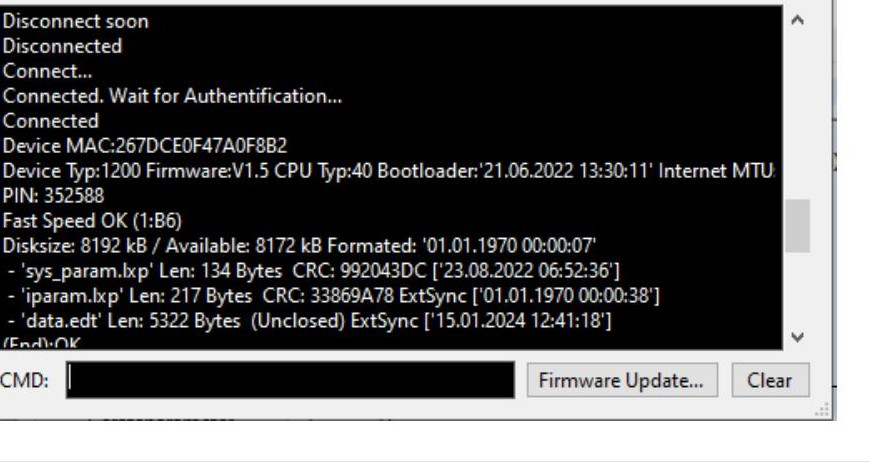 Disconnect soon
Disconnected
Connect...
Connected. Wait for Authentification...
Connected
Device MAC:267DCE0F47A0F8B2
Device Typ:1200 Firmware:V1.5 CPU Typ:40 Bootloader:'21.06.2022 13:30:11' Internet MTU:
PIN: 352588
Fast Speed OK (1:B6)
Disksize: 8192 kB / Available: 8172 kB Formated: '01.01.1970 00:00:07'
- 'sys_param.lxp' Len: 134 Bytes CRC: 992043DC ['23.08.2022 06:52:36']
- 'iparam.lxp' Len: 217 Bytes CRC: 33869A78 ExtSync ['01.01.1970 00:00:38']
- 'data.edt' Len: 5322 Bytes (Unclosed) ExtSync ['15.01.2024 12:41:18']
(End):OK
CMD: Firmware Update... Clear